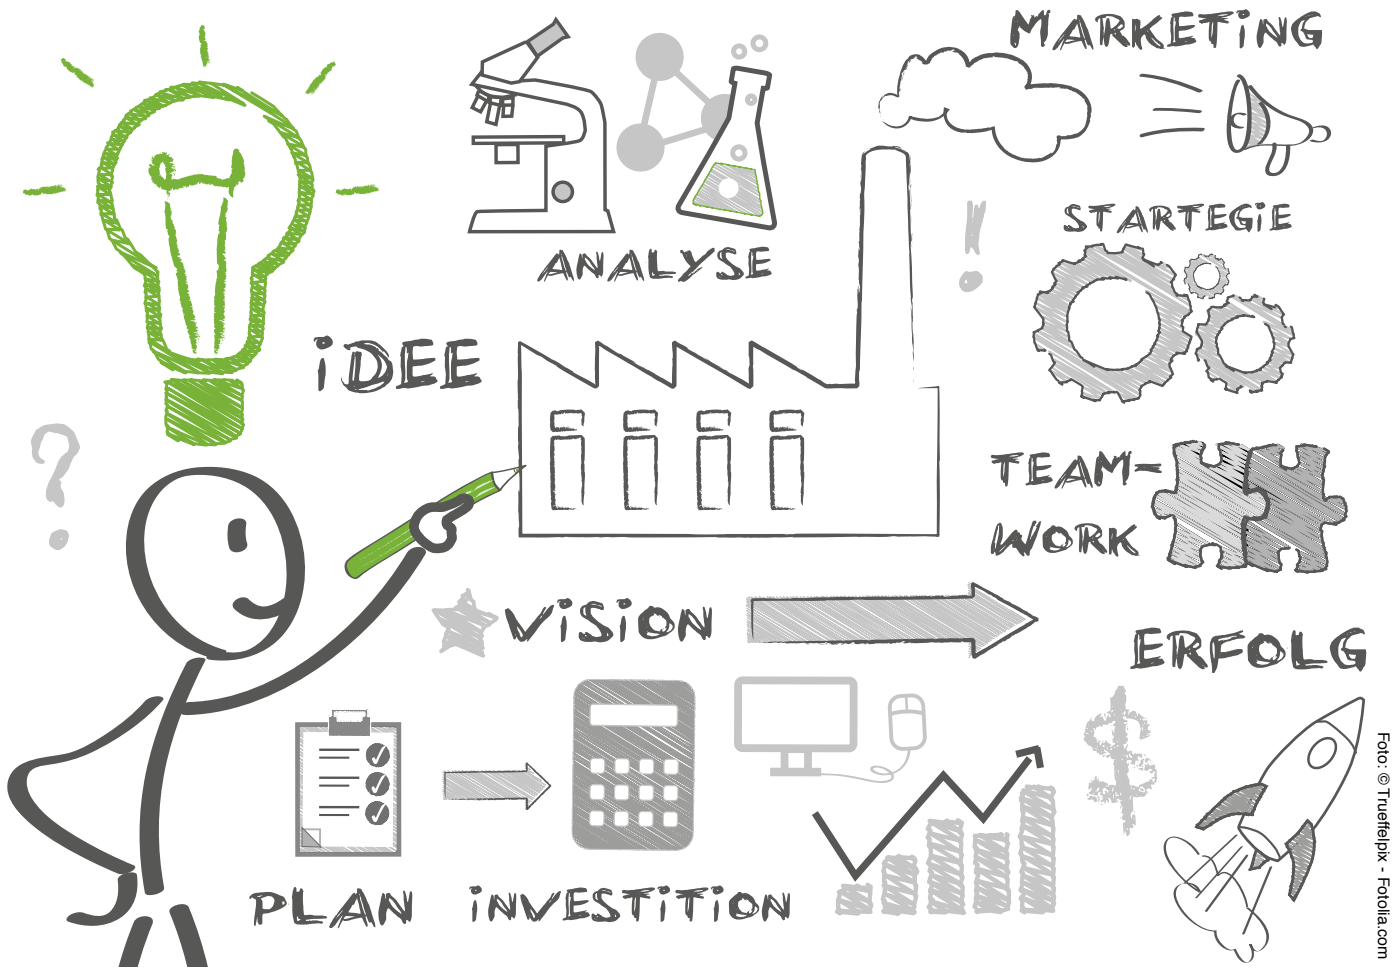 MARKETiNG
ANALYSE
!
STARTEGiE
iDEE
?
TEAM-
WORK
ViSiON
ERFOLG
$
PLAN
iNVESTiTiON
Foto: © Trueffelpix - Fotolia.com